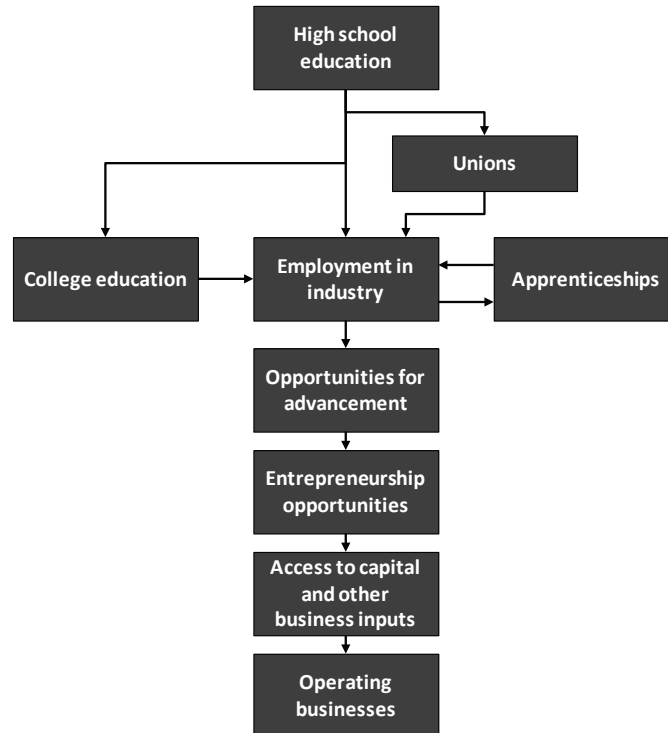 High school
education
Unions
College education
Employment in
industry
Apprenticeships
Opportunities for
advancement
Entrepreneurship
opportunities
Access to capital
and other
business inputs
Operating
businesses